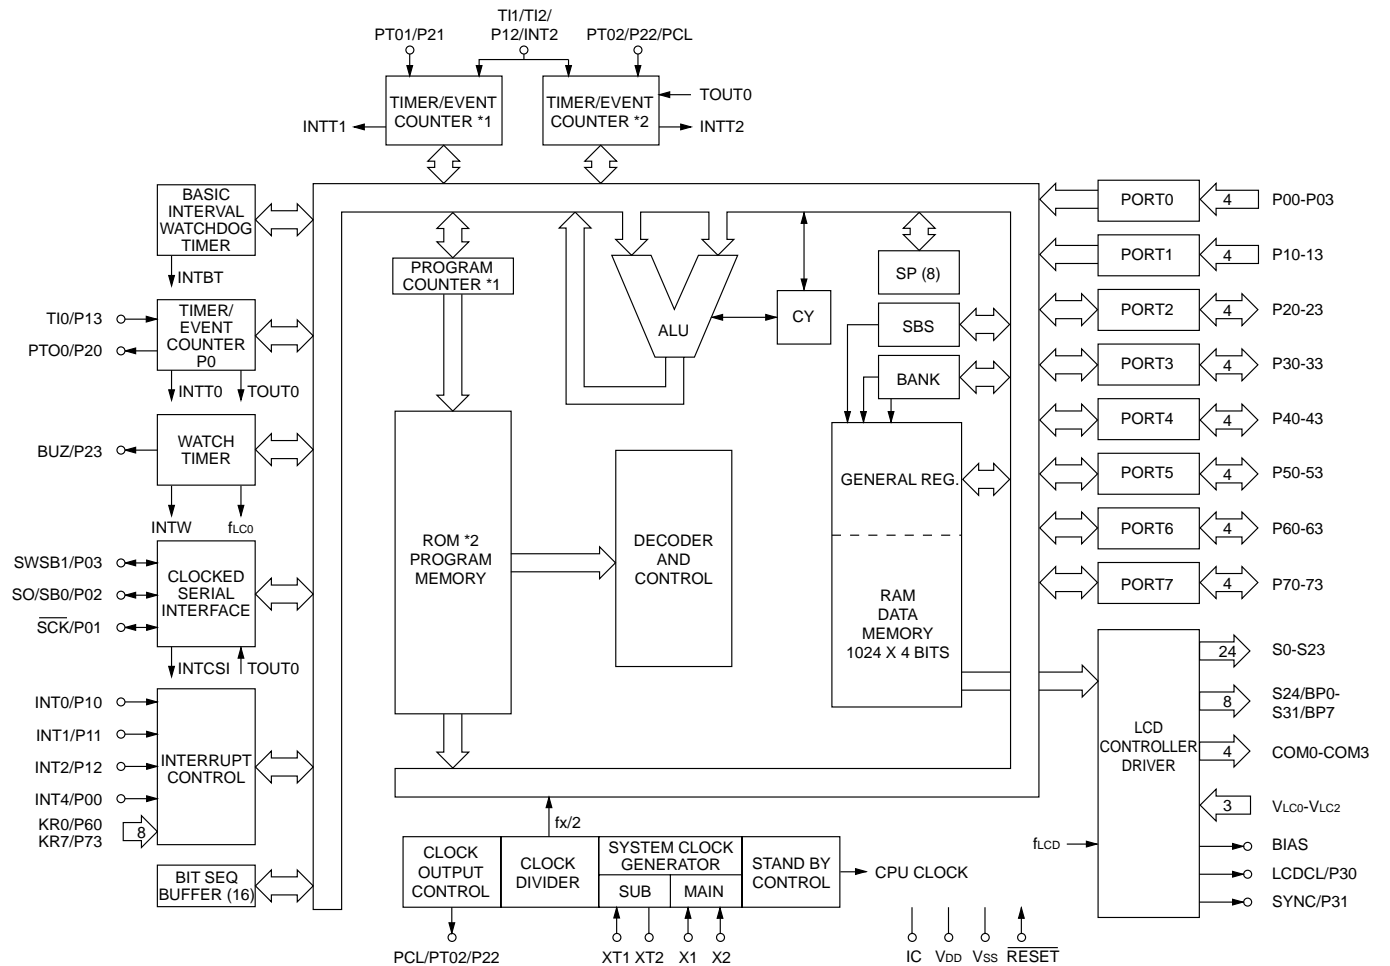 TI1/TI2/
PT01/P21
P12/INT2
PT02/P22/PCL
TIMER/EVENT
COUNTER *1
TIMER/EVENT
COUNTER *2
TOUT0
INTT1
INTT2
BASIC
INTERVAL
WATCHDOG
TIMER
INTBT
TI0/P13
PTO0/P20
TIMER/
EVENT
COUNTER
P0
INTT0
TOUT0
BUZ/P23
WATCH
TIMER
INTW
fLC0
SWSB1/P03
SO/SB0/P02
SCK/P01
CLOCKED
SERIAL
INTERFACE
INTCSI
TOUT0
INT0/P10
INT1/P11
INT2/P12
INT4/P00
KR0/P60
KR7/P73
8
INTERRUPT
CONTROL
BIT SEQ
BUFFER (16)
PROGRAM
COUNTER *1
ALU
CY
SP (8)
SBS
BANK
ROM *2
PROGRAM
MEMORY
DECODER
AND
CONTROL
GENERAL REG.
RAM
DATA
MEMORY
1024 X 4 BITS
fx/2
CLOCK
OUTPUT
CONTROL
CLOCK
DIVIDER
SYSTEM CLOCK
GENERATOR
SUB
MAIN
STAND BY
CONTROL
CPU CLOCK
PCL/PT02/P22
XT1
XT2
X1
X2
IC
VDD
VSS
RESET
PORT0
4
P00-P03
PORT1
4
P10-13
PORT2
4
P20-23
PORT3
4
P30-33
PORT4
4
P40-43
PORT5
4
P50-53
PORT6
4
P60-63
PORT7
4
P70-73
LCD
CONTROLLER
DRIVER
24
S0-S23
8
S24/BP0-
S31/BP7
4
COM0-COM3
3
VLC0-VLC2
fLCD
BIAS
LCDCL/P30
SYNC/P31